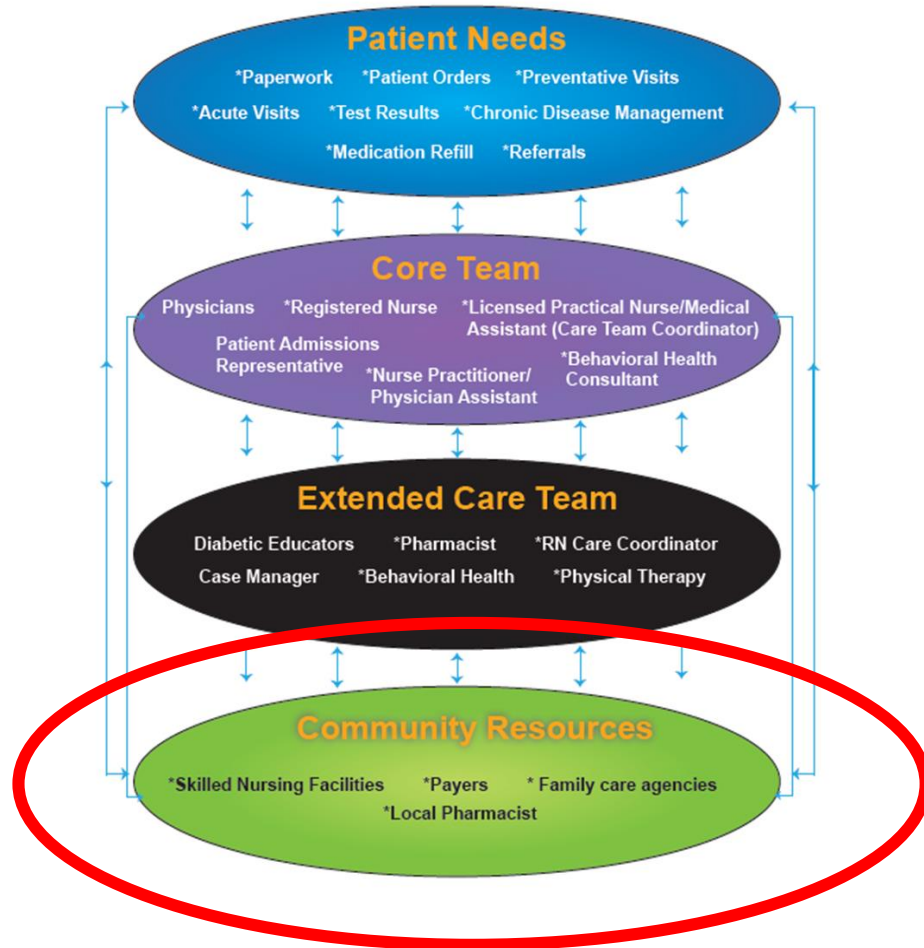 Patient Needs
*Paperwork *Patient Orders *Preventative Visits
*Acute Visits *Test Results *Chronic Disease Management
*Medication Refill *Referrals
Core Team
Physicians *Registered Nurse *Licensed Practical Nurse/Medical
Assistant (Care Team Coordinator)
Patient Admissions
Representative
*Nurse Practitioner/
Physician Assistant
*Behavioral Health
Consultant
Extended Care Team
Diabetic Educators *Pharmacist *RN Care Coordinator
Case Manager *Behavioral Health *Physical Therapy
Community Resources
*Skilled Nursing Facilities *Payers * Family care agencies
*Local Pharmacist